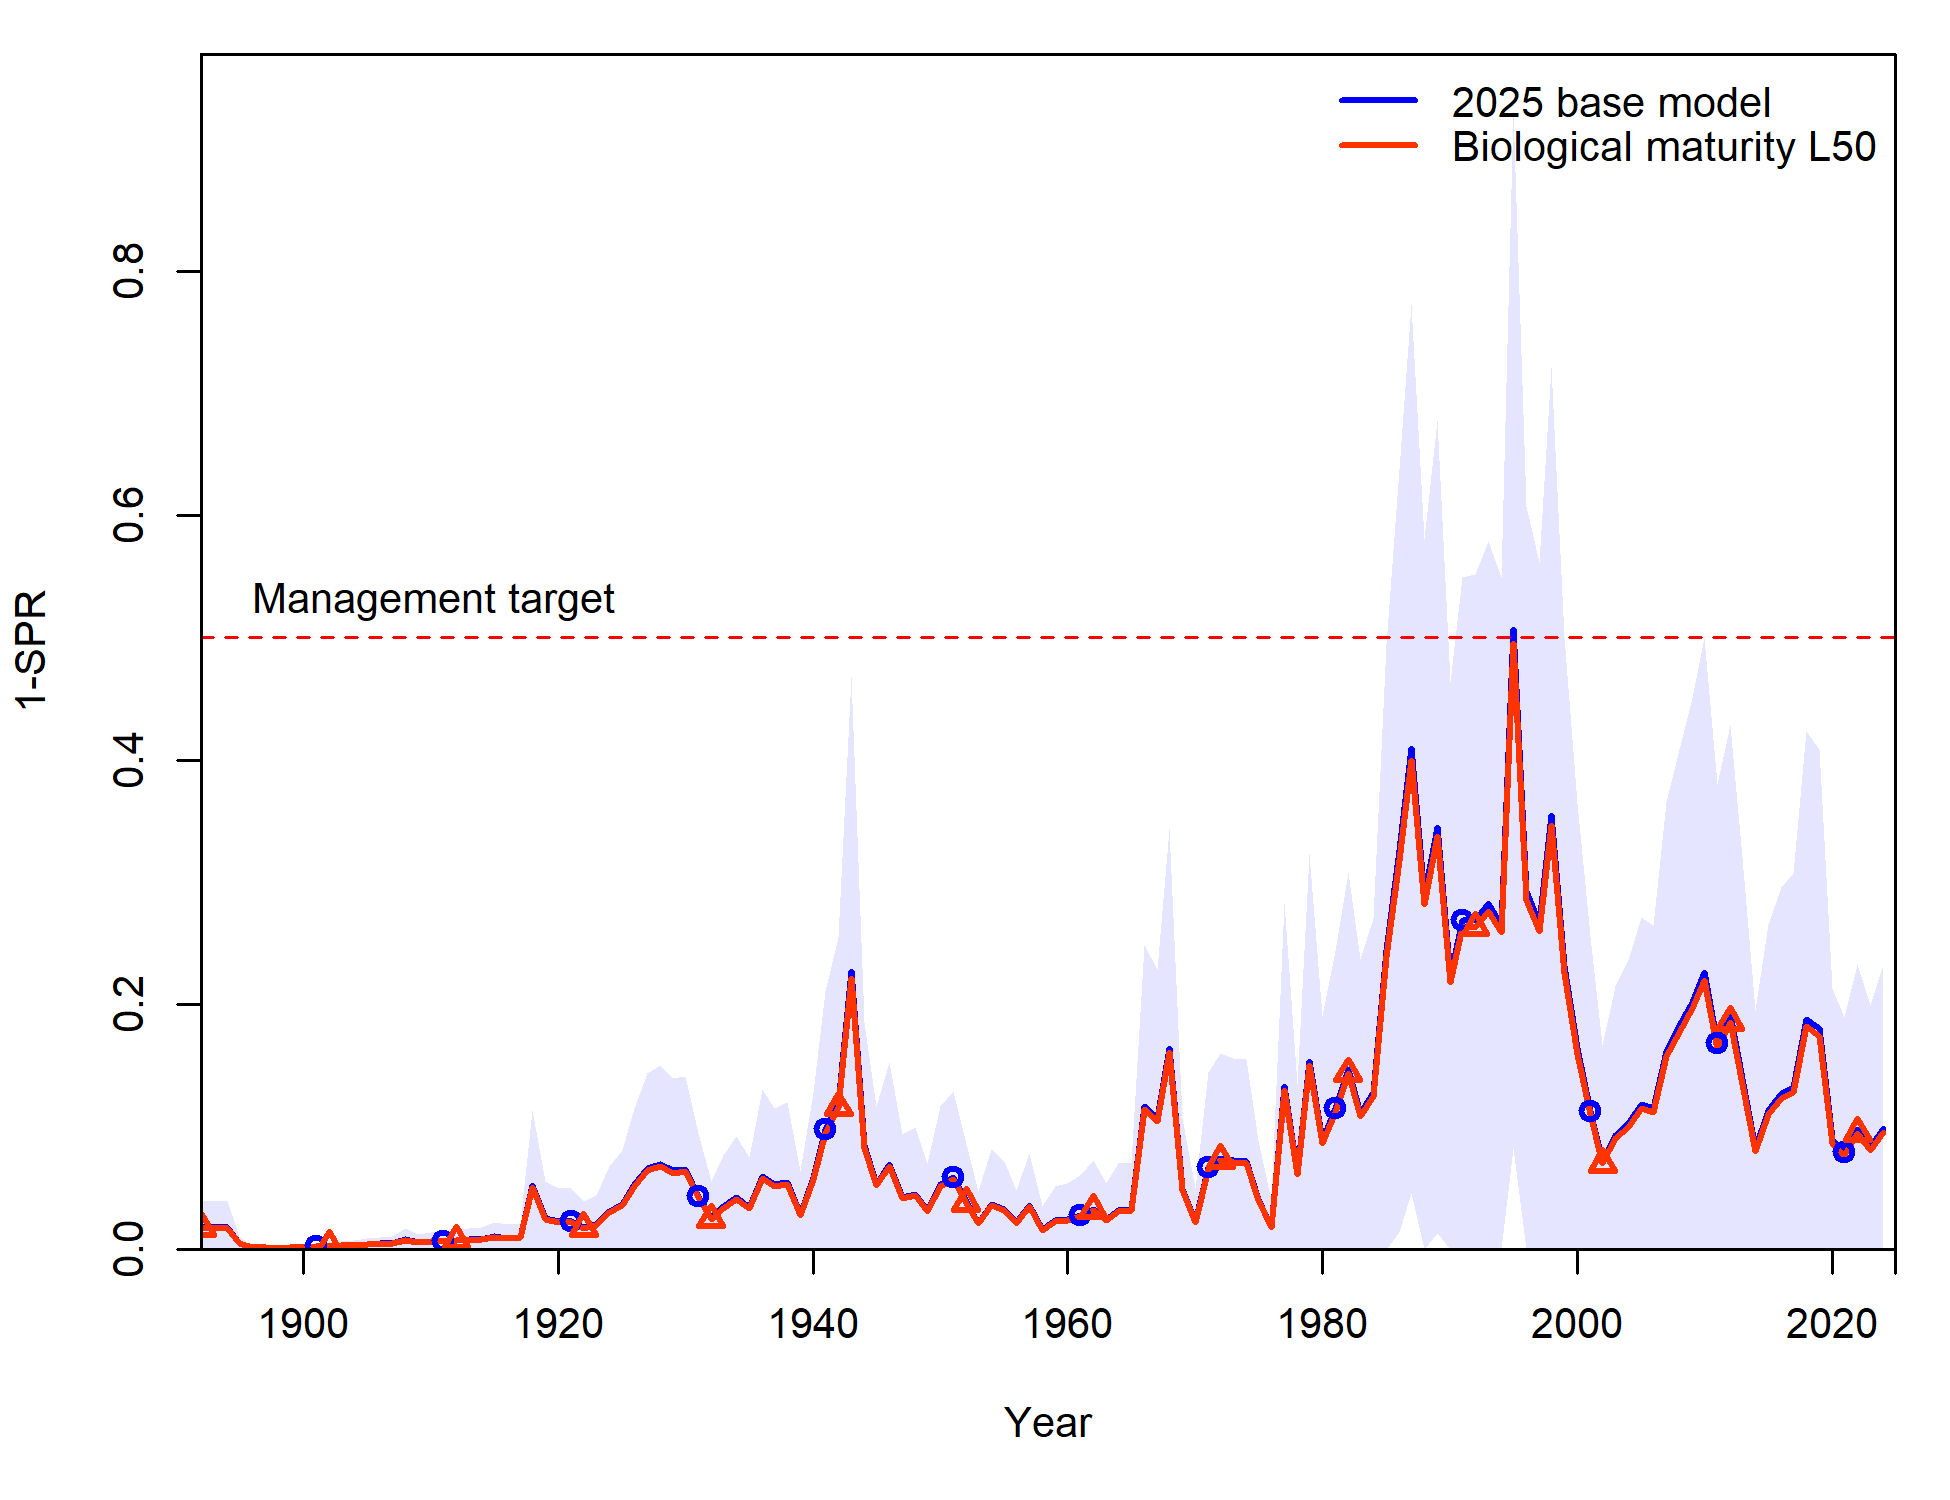 2025 base model
Biological maturity L50
0.8
0.6
Management target
1-SPR
0.4
0.2
0.0
1900 1920 1940 1960 1980 2000 2020
Year